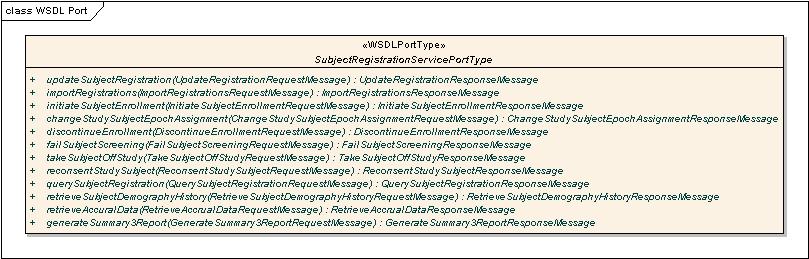 class WSDL Port
«WSDLPortType»
SubjectRegistrationServicePortType
+ updateSubjectRegistration(UpdateRegistrationRequestMessage) : UpdateRegistrationResponseMessage
+ importRegistrations(ImportRegistrationsRequestMessage) : ImportRegistrationsResponseMessage
+ initiateSubjectEnrollment(InitiateSubjectEnrollmentRequestMessage) : InitiateSubjectEnrollmentResponseMessage
+ changeStudySubjectEpochAssignment(ChangeStudySubjectEpochAssignmentRequestMessage) : ChangeStudySubjectEpochAssignmentResponseMessage
+ discontinueEnrollment(DiscontinueEnrollmentRequestMessage) : DiscontinueEnrollmentResponseMessage
+ failSubjectScreening(FailSubjectScreeningRequestMessage) : FailSubjectScreeningResponseMessage
+ takeSubjectOffStudy(TakeSubjectOffStudyRequestMessage) : TakeSubjectOffStudyResponseMessage
+ reconsentStudySubject(ReconsentStudySubjectRequestMessage) : ReconsentStudySubjectResponseMessage
+ querySubjectRegistration(QuerySubjectRegistrationRequestMessage) : QuerySubjectRegistrationResponseMessage
+ retrieveSubjectDemographyHistory(RetrieveSubjectDemographyHistoryRequestMessage) : RetrieveSubjectDemographyHistoryResponseMessage
+ retrieveAccuralData(RetrieveAccrualDataRequestMessage) : RetrieveAccrualDataResponseMessage
+ generateSummary3Report(GenerateSummary3ReportRequestMessage) : GenerateSummary3ReportResponseMessage